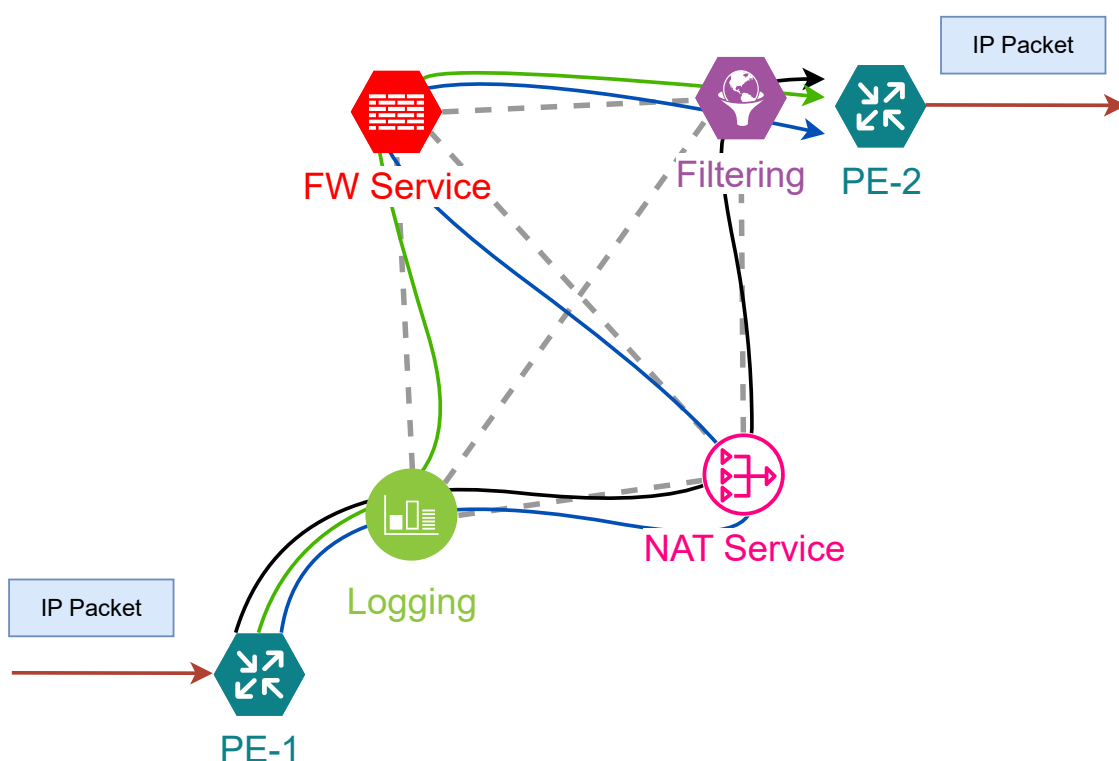 IP Packet
FW Service
Filtering
PE-2
NAT Service
Logging
IP Packet
PE-1